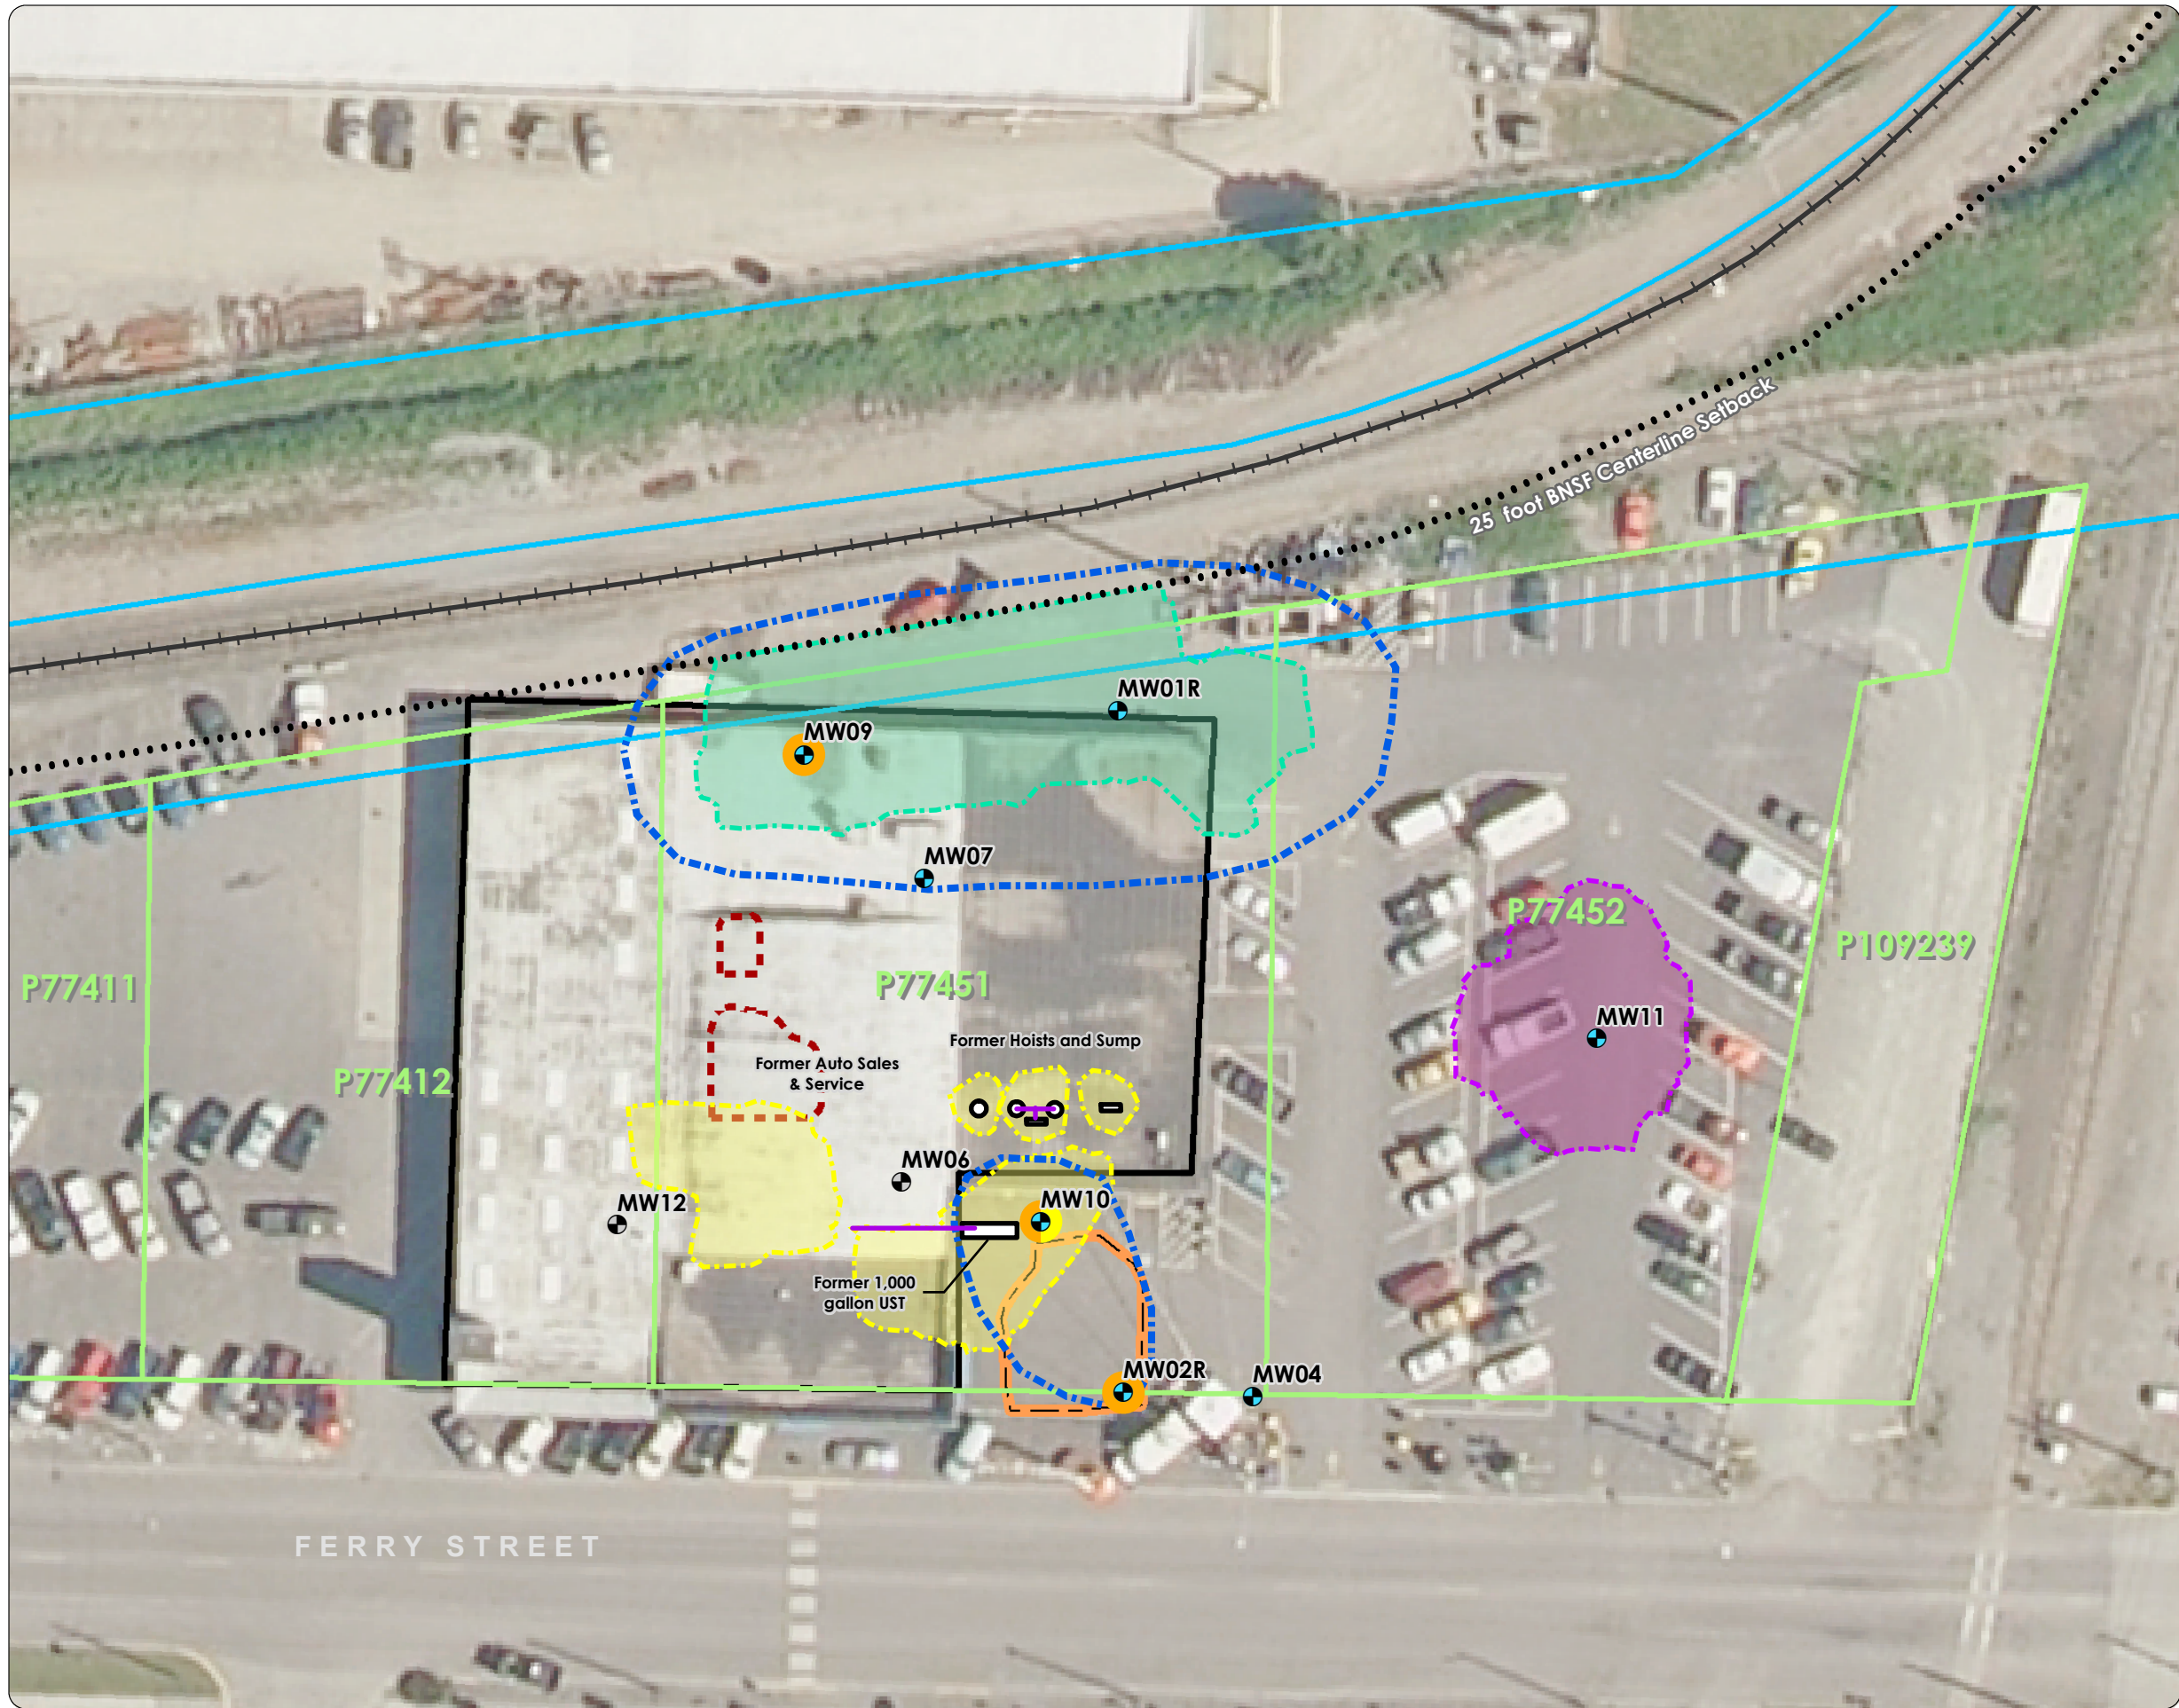 25 foot BNSF Centerline Setback
MW01R
MW09
MW07
P77452
P109239
P77451
P77411
MW11
Former Hoists and Sump
Former Auto Sales
& Service
P77412
MW06
MW12
MW10
Former 1,000
gallon UST
MW02R
MW04
FERRY STREET